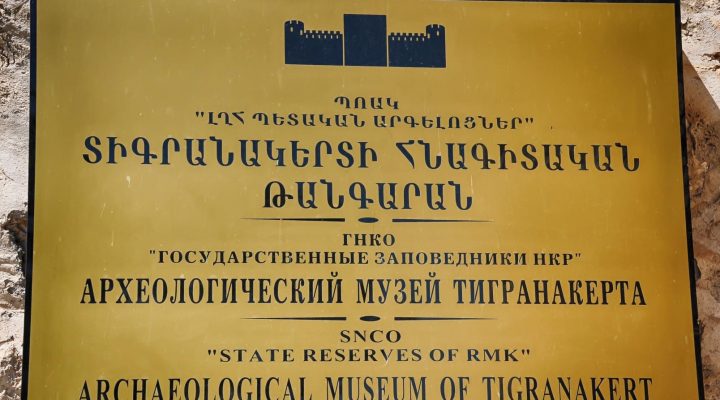 ՊՈԱԿ
"ԼՂՀ ՊԵՏԱԿԱՆ ԱՐԳԵԼՈՑՆԵՐ"
ՏԻԳՐԱՆԱԿԵՐՏԻ ՀՆԱԳԻՏԱԿԱՆ
ԹԱՆԳԱՐԱՆ
ГНКО
"ГОСУДАРСТВЕННЫЕ ЗАПОВЕДНИКИ НКР"
АРХЕОЛОГИЧЕСКИЙ МУЗЕЙ ТИГРАНАКЕРТА
SNCO
"STATE RESERVES OF RMK"
ARCHAEOLOGICAL MUSEUM OF TIGRANAKERT